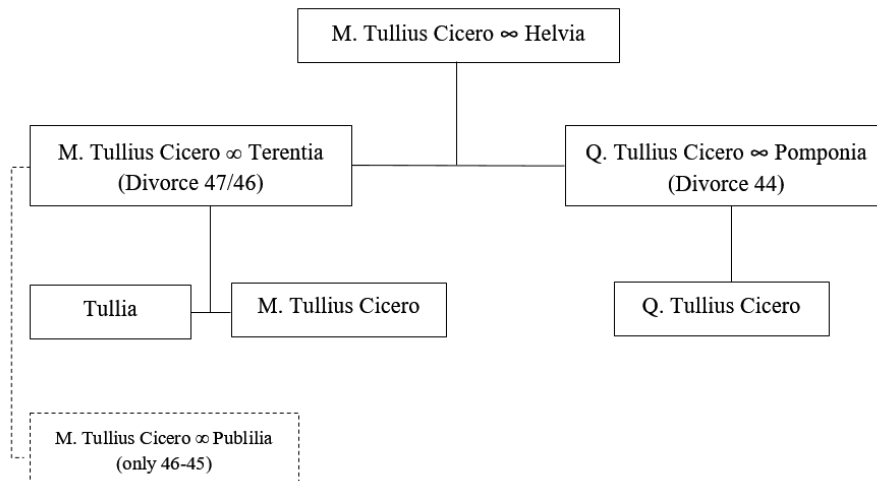 M. Tullius Cicero ∞ Helvia
M. Tullius Cicero ∞ Terentia
(Divorce 47/46)
Q. Tullius Cicero ∞ Pomponia
(Divorce 44)
Tullia
M. Tullius Cicero
Q. Tullius Cicero
M. Tullius Cicero ∞ Publilia
(only 46-45)